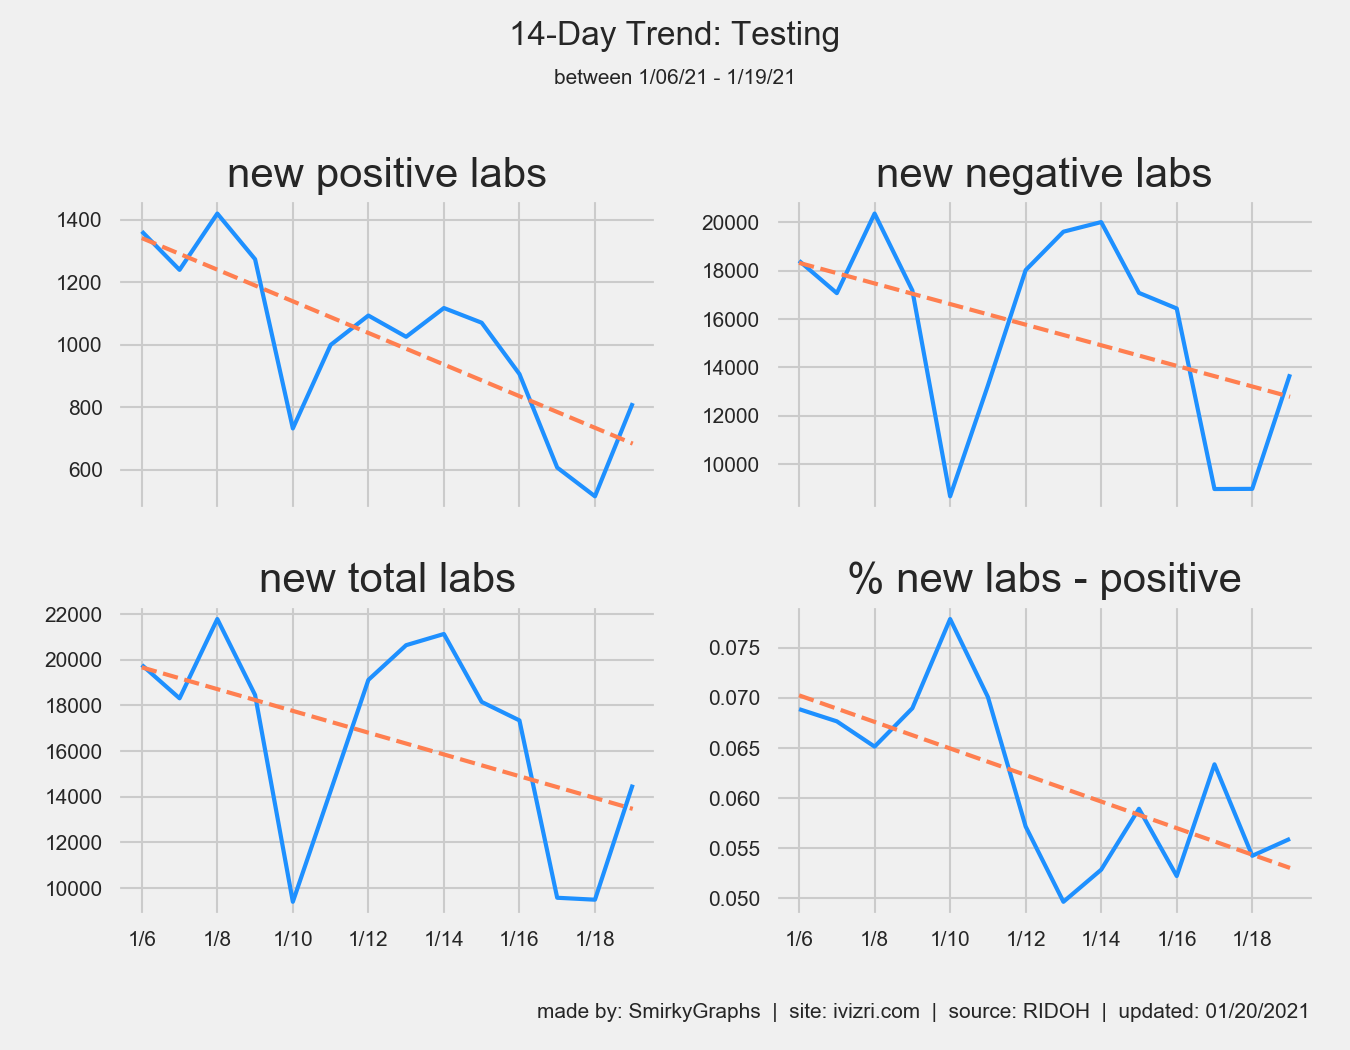 14-Day Trend: Testing
between 1/06/21 - 1/19/21
new positive labs
1400
1200
1000
800
600
new negative labs
20000
18000
16000
14000
12000
10000
new total labs
22000
20000
18000
16000
14000
12000
10000
1/6 1/8 1/10 1/12 1/14 1/16 1/18
% new labs - positive
0.075
0.070
0.065
0.060
0.055
0.050
1/6 1/8 1/10 1/12 1/14 1/16 1/18
made by: SmirkyGraphs | site: ivizri.com | source: RIDOH | updated: 01/20/2021